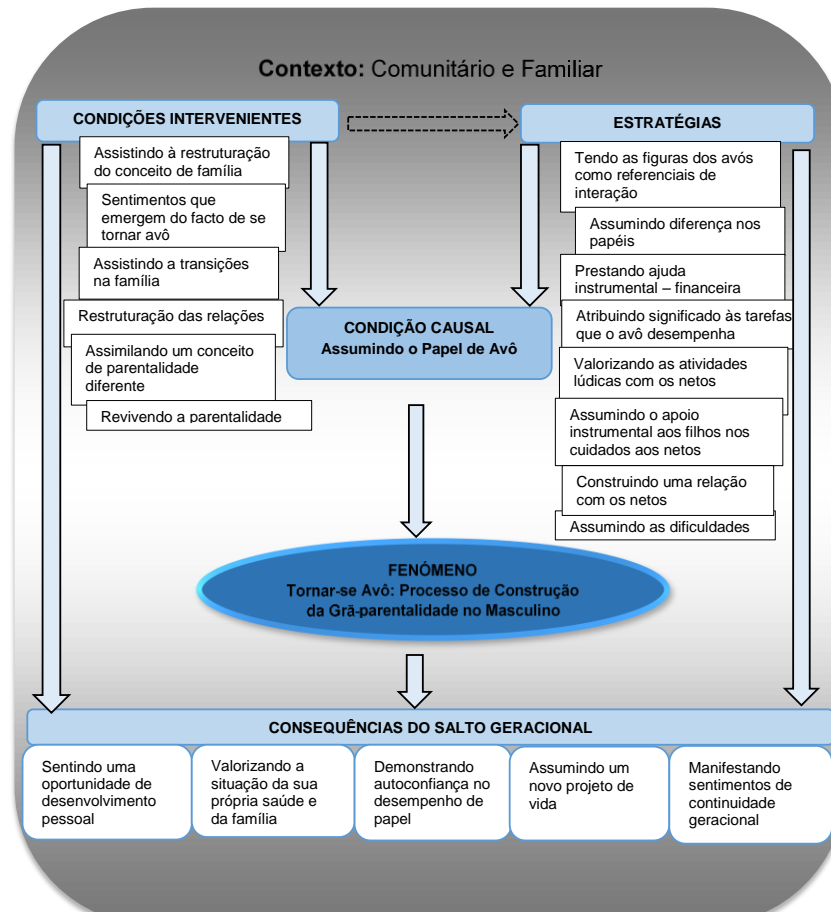 Contexto: Comunitário e Familiar
CONDIÇÕES INTERVENIENTES
Assistindo à restruturação
do conceito de família
Sentimentos que
emergem do facto de se
tornar avô
Assistindo a transições
na família
Restruturação das relações
Assimilando um conceito
de parentalidade
diferente
Revivendo a parentalidade
ESTRATÉGIAS
Tendo as figuras dos avós
como referenciais de
interação
Assumindo diferença nos
papéis
Prestando ajuda
instrumental – financeira
Atribuindo significado às tarefas
que o avô desempenha
Valorizando as atividades
lúdicas com os netos
Assumindo o apoio
instrumental aos filhos nos
cuidados aos netos
Construindo uma relação
com os netos
Assumindo as dificuldades
CONDIÇÃO CAUSAL
Assumindo o Papel de Avô
FENÓMENO
Tornar-se Avô: Processo de Construção
da Grã-parentalidade no Masculino
CONSEQUÊNCIAS DO SALTO GERACIONAL
Sentindo uma
oportunidade de
desenvolvimento
pessoal
Valorizando a
situação da sua
própria saúde e
da família
Demonstrando
autoconfiança no
desempenho de
papel
Assumindo um
novo projeto de
vida
Manifestando
sentimentos de
continuidade
geracional